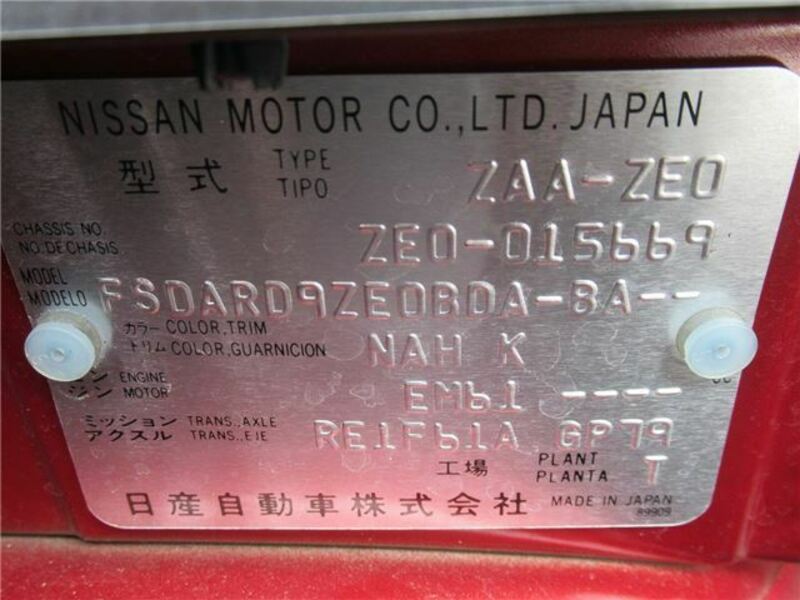 NISSAN MOTOR CO.,LTD. JAPAN
型式 TYPE TIPO ZAA-ZE0
CHASSIS NO. NO.DECHASIS ZE0-015669
MODEL MODELO FSDARD9ZE0BDA-BA--
カラー COLOR,TRIM
トリム COLOR,GUARNICION NAH K
ENGINE
MOTOR EM61 ----
ミッション TRANS.,AXLE
アクスル TRANS.,EJE RE1F61A GP79
工場 PLANT PLANTA T
日産自動車株式会社 MADE IN JAPAN
89909